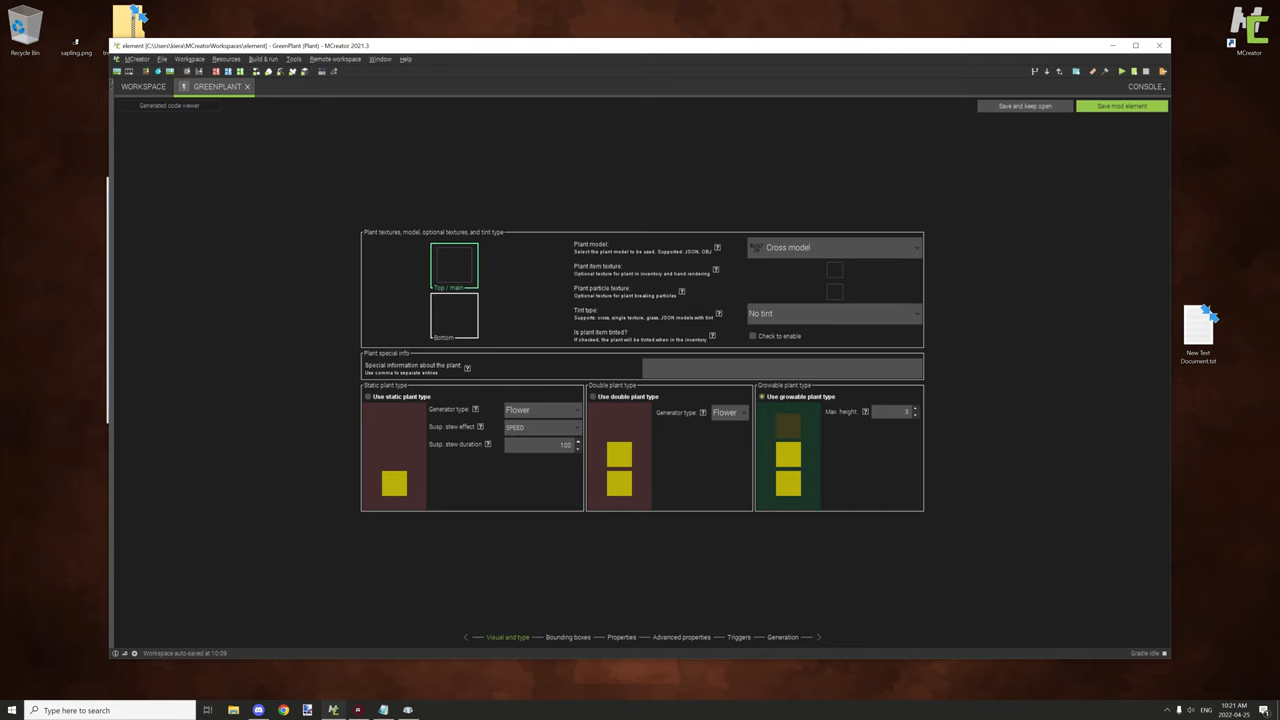 Recycle Bin
sapling.png
MCreator
element [C:\Users\kiera\MCreatorWorkspaces\element] - GreenPlant (Plant) - MCreator 2021.3
MCreator File Workspace Resources Build & run Tools Remote workspace Window Help
WORKSPACE 1 GREENPLANT CONSOLE
Generated code viewer
Save and keep open Save mod element
Plant textures, model, optional textures, and tint type
Top / main
Bottom
Plant model:
Select the plant model to be used. Supported: JSON, OBJ
Cross model
Plant item texture:
Optional texture for plant in inventory and hand rendering
Plant particle texture:
Optional texture for plant breaking particles
Tint type:
Supports: cross, single texture, grass, JSON models with tint
No tint
Is plant item tinted?
If checked, the plant will be tinted when in the inventory
Check to enable
Plant special info
Special information about the plant:
Use comma to separate entries
Static plant type
Use static plant type
Generator type: Flower
Susp. stew effect SPEED
Susp. stew duration: 100
Double plant type
Use double plant type
Generator type: Flower
Growable plant type
Use growable plant type
Max. height: 3
New Text
Document.txt
Visual and type Bounding boxes Properties Advanced properties Triggers Generation
Workspace auto-saved at 10:09
Gradle idle
Type here to search
ENG
10:21 AM
2022-04-25